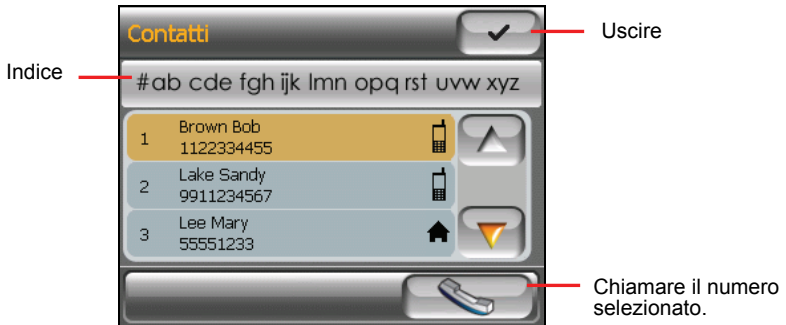 Contatti
Uscire
Indice
#ab cde fgh ijk lmn opq rst uvw xyz
1 Brown Bob
1122334455
2 Lake Sandy
9911234567
3 Lee Mary
55551233
Chiamare il numero
selezionato.